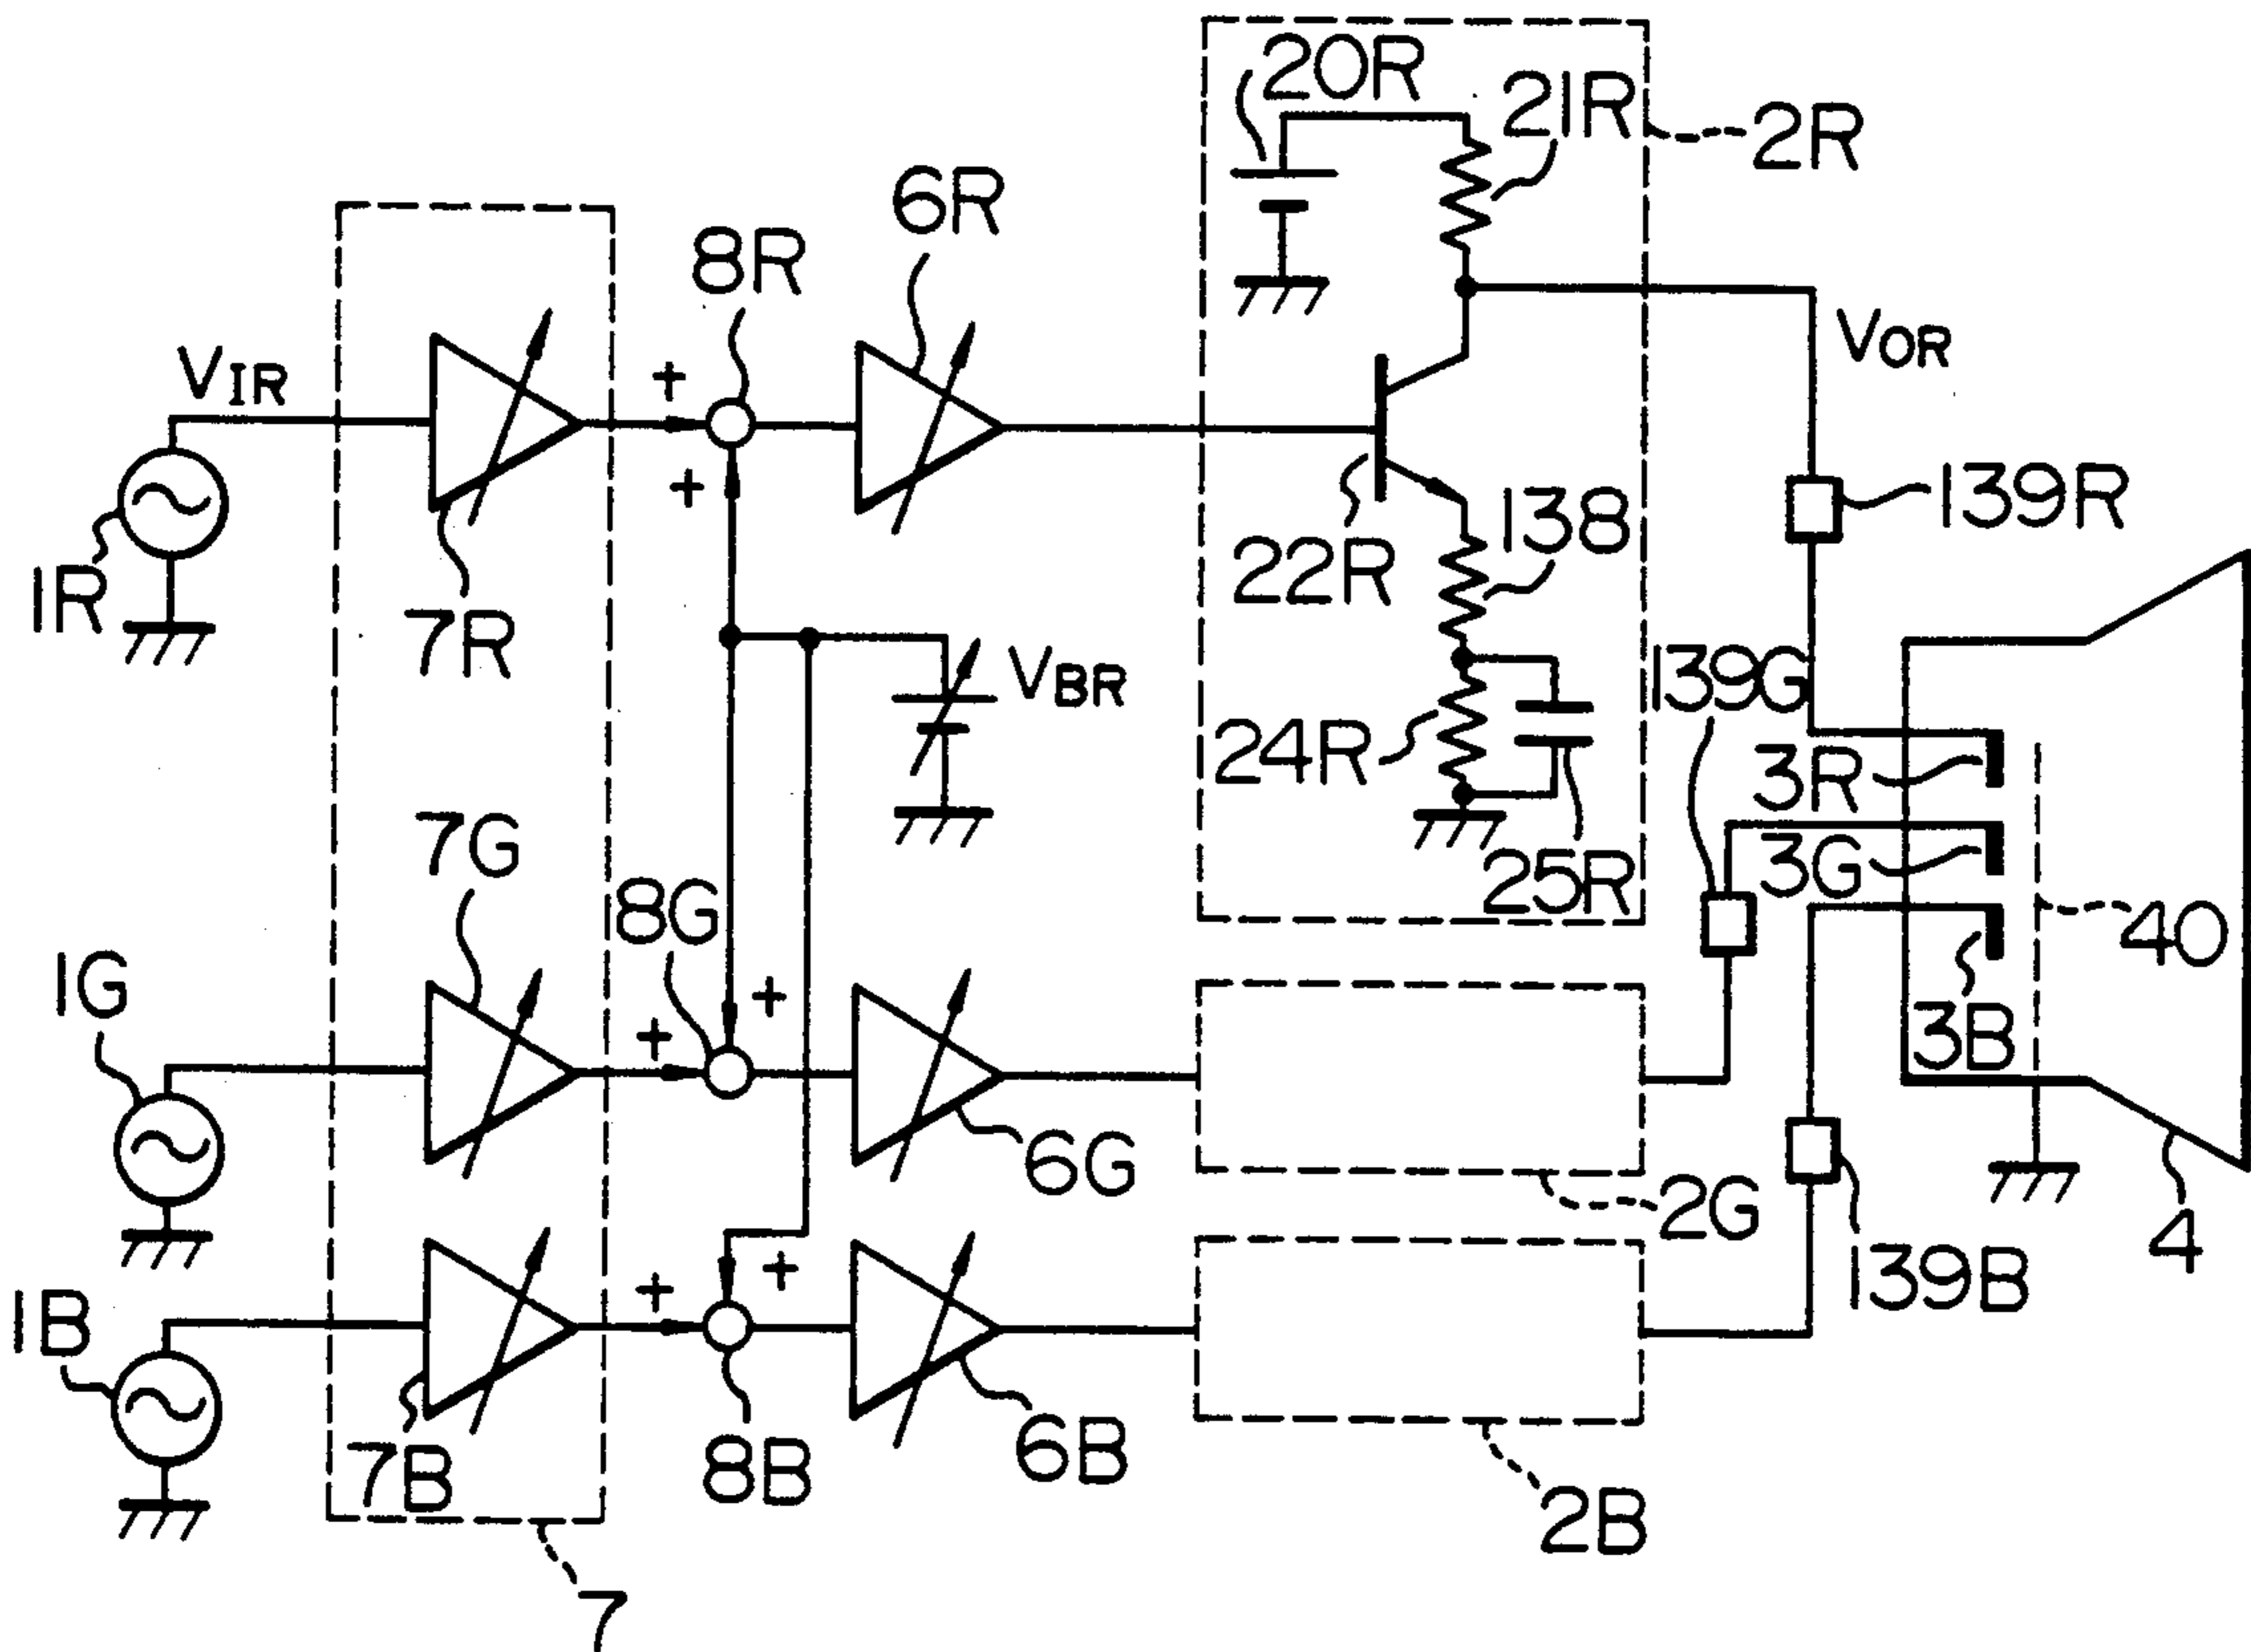 20R
21R
2R
6R
8R
VIR
VOR
+
+
139R
138
22R
1R
7R
139G
VBR
24R
3R
7G
3G
25R
8G
40
1G
+
+
3B
6G
2G
+
+
139B
4
1B
7B
8B
6B
2B
7